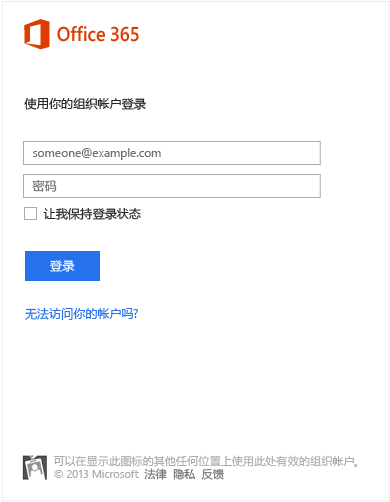 Office 365
使用你的组织帐户登录
someone@example.com
密码
让我保持登录状态
登录
无法访问你的帐户吗?
可以在显示此图标的其他任何位置上使用此处有效的组织帐户。
© 2013 Microsoft 法律 隐私 反馈